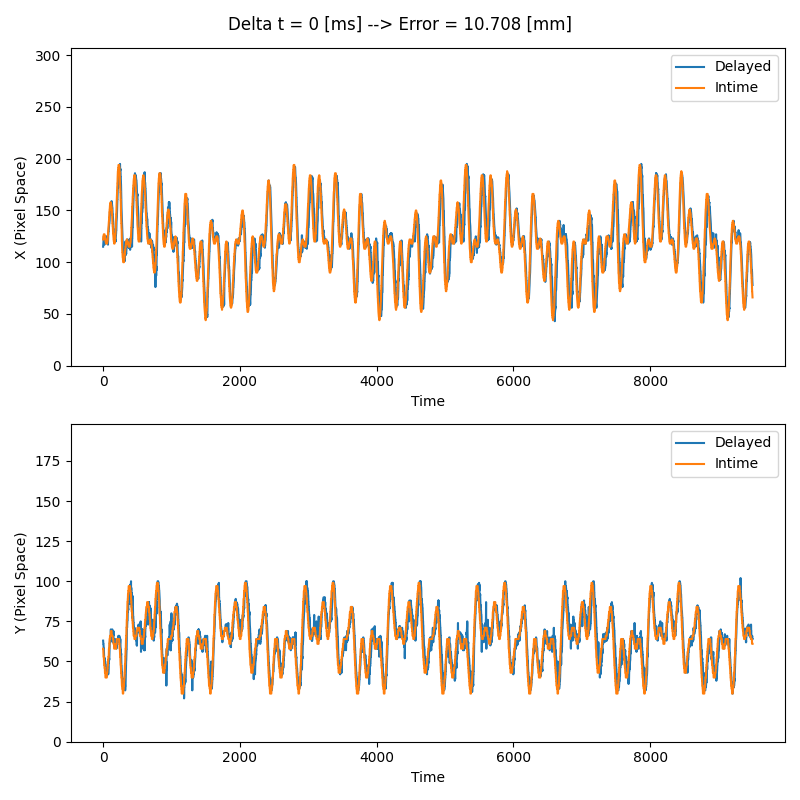 Delta t = 0 [ms] --> Error = 10.708 [mm]
300
250
200
150
100
50
0
X (Pixel Space)
Delayed
Intime
0
2000
4000
6000
8000
Time
175
150
125
100
75
50
25
0
Y (Pixel Space)
Delayed
Intime
0
2000
4000
6000
8000
Time